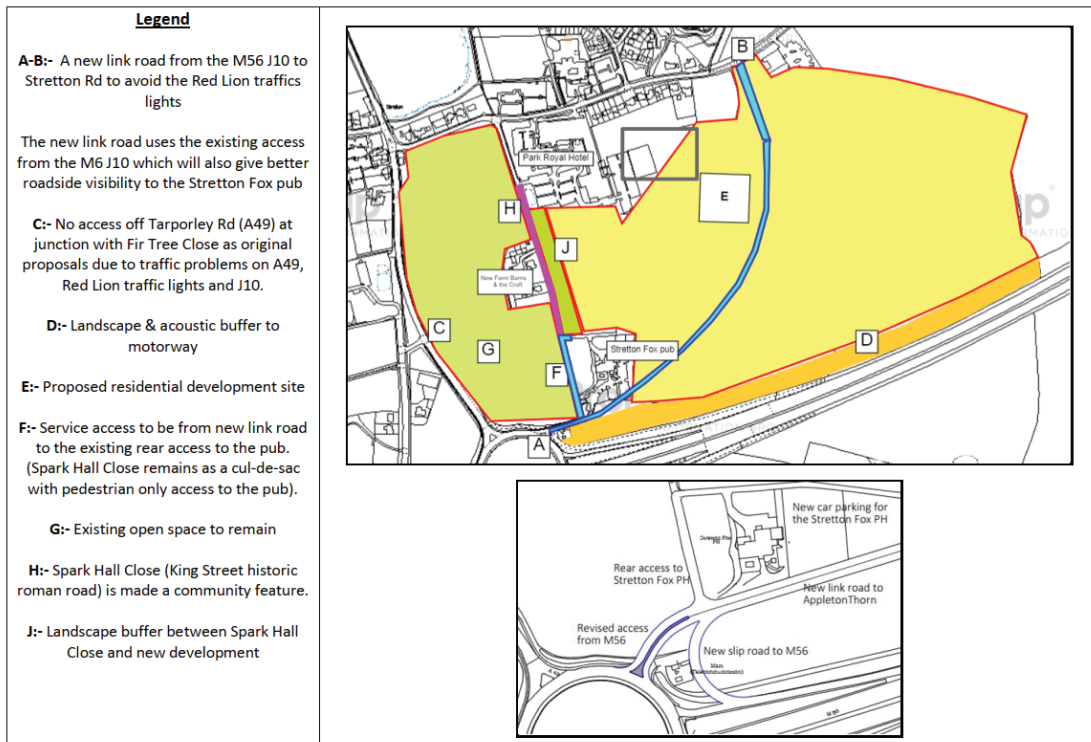 Legend
A-B:- A new link road from the M56 J10 to
Stretton Rd to avoid the Red Lion traffics
lights
The new link road uses the existing access
from the M6 J10 which will also give better
roadside visibility to the Stretton Fox pub
C:- No access off Tarporley Rd (A49) at
junction with Fir Tree Close as original
proposals due to traffic problems on A49,
Red Lion traffic lights and J10.
D:- Landscape & acoustic buffer to
motorway
E:- Proposed residential development site
F:- Service access to be from new link road
to the existing rear access to the pub.
(Spark Hall Close remains as a cul-de-sac
with pedestrian only access to the pub).
G:- Existing open space to remain
H:- Spark Hall Close (King Street historic
roman road) is made a community feature.
J:- Landscape buffer between Spark Hall
Close and new development
B
Stretton
Park Royal Hotel
E
H
J
New Farm Barns
& the Croft
C
G
Stretton Fox pub
D
F
A
New car parking for
the Stretton Fox PH
PH
Rear access to
Stretton Fox PH
New link road to
AppletonThorn
Revised access
from M56
New slip road to M56
Mast